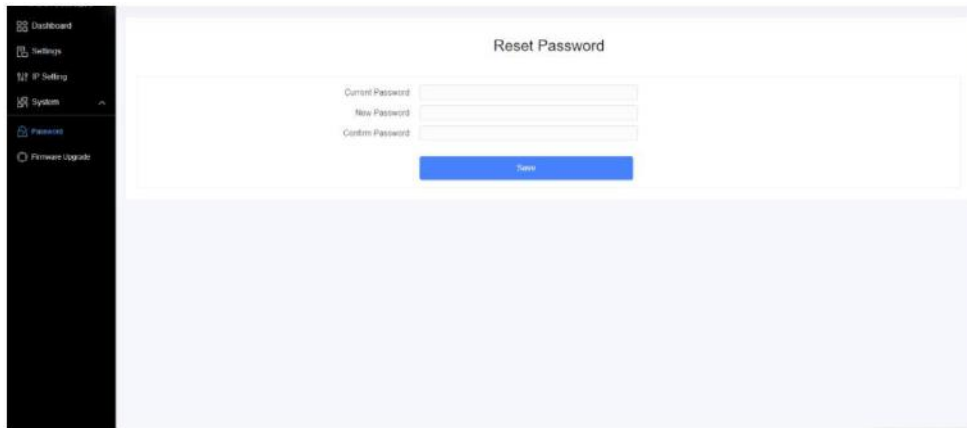 Dashboard
Settings
IP Setting
System
Password
Firmware Upgrade
Reset Password
Current Password
New Password
Confirm Password
Save